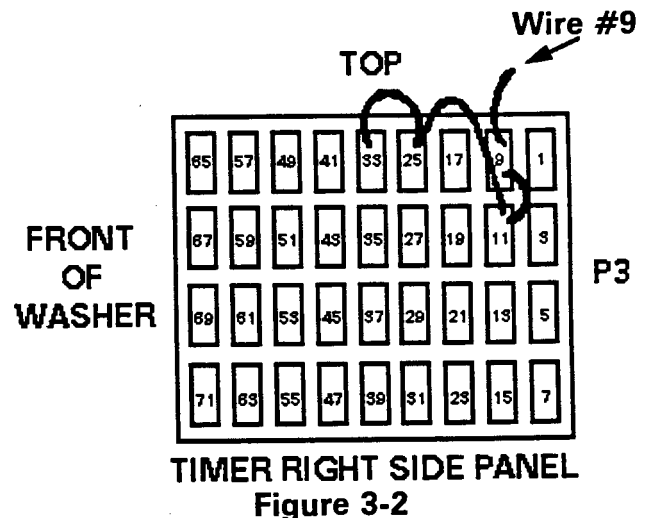 Wire #9
TOP
65 57 49 41 33 25 17 9 1
67 59 51 43 35 27 19 11 3
69 61 53 45 37 29 21 13 5
71 63 55 47 39 31 23 15 7
FRONT
OF
WASHER
P3
TIMER RIGHT SIDE PANEL
Figure 3-2